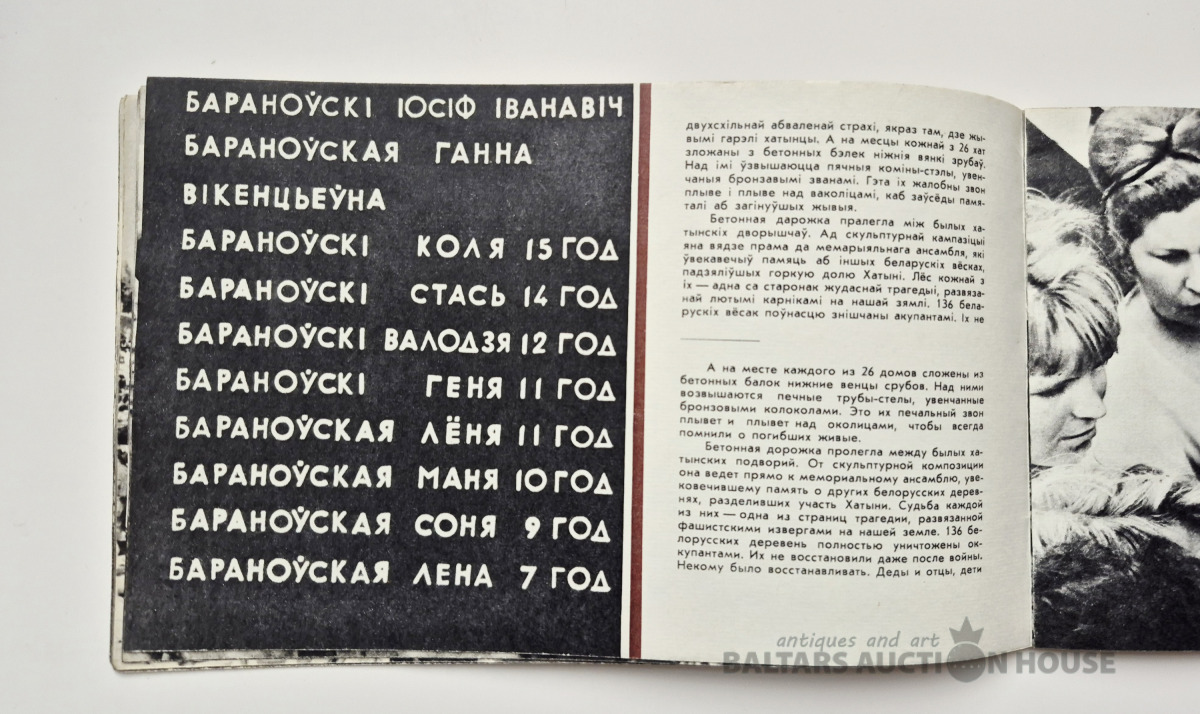 БАРАНОЎСКІ ІОСІФ ІВАНАВІЧ
БАРАНОЎСКАЯ ГАННА
ВІКЕНЦЬЕЎНА
БАРАНОЎСКІ КОЛЯ 15 ГОД
БАРАНОЎСКІ СТАСЬ 14 ГОД
БАРАНОЎСКІ ВАЛОДЗЯ 12 ГОД
БАРАНОЎСКІ ГЕНЯ 11 ГОД
БАРАНОЎСКАЯ ЛЁНЯ 11 ГОД
БАРАНОЎСКАЯ МАНЯ 10 ГОД
БАРАНОЎСКАЯ СОНЯ 9 ГОД
БАРАНОЎСКАЯ ЛЕНА 7 ГОД
двухсхільнай абваленай страхі, якраз там, дзе жы-
вымі гарэлі хатынцы. А на месцы кожнай з 26 хат
зложаны з бетонных бэлек ніжнія вянкі зрубаў.
Над імі ўзвышаюцца пячныя коміны-стэлы, увен-
чаныя бронзавымі званамі. Гэта іх жалобны звон
плыве і плыве над ваколіцамі, каб заўсёды памя-
талі аб загінуўшых жывыя.
Бетонная дарожка пралегла між былых ха-
тынскіх дворышчаў. Ад скульптурнай кампазіцыі
яна вядзе прама да мемарыяльнага ансамбля, які
ўвекавечыў памяць аб іншых беларускіх вёсках,
падзяліўшых горкую долю Хатыні. Лёс кожнай з
іх — адна са старонак жудаснай трагедыі, развяза-
най лютымі карнікамі на нашай зямлі. 136 бела-
рускіх вёсак поўнасцю знішчаны акупантамі. Іх не
А на месте каждого из 26 домов сложены из
бетонных балок нижние венцы срубов. Над ними
возвышаются печные трубы-стелы, увенчанные
бронзовыми колоколами. Это их печальный звон
плывет и плывет над околицами, чтобы всегда
помнили о погибших живые.
Бетонная дорожка пролегла между былых ха-
тынских подворий. От скульптурной композиции
она ведет прямо к мемориальному ансамблю, уве-
ковечившему память о других белорусских дерев-
нях, разделивших участь Хатыни. Судьба каждой
из них — одна из страниц трагедии, развязанной
фашистскими извергами на нашей земле. 136 бе-
лорусских деревень полностью уничтожены ок-
купантами. Их не восстановили даже после войны.
Некому было восстанавливать. Деды и отцы, дети
antiques and art
BALTARS AUCTION HOUSE